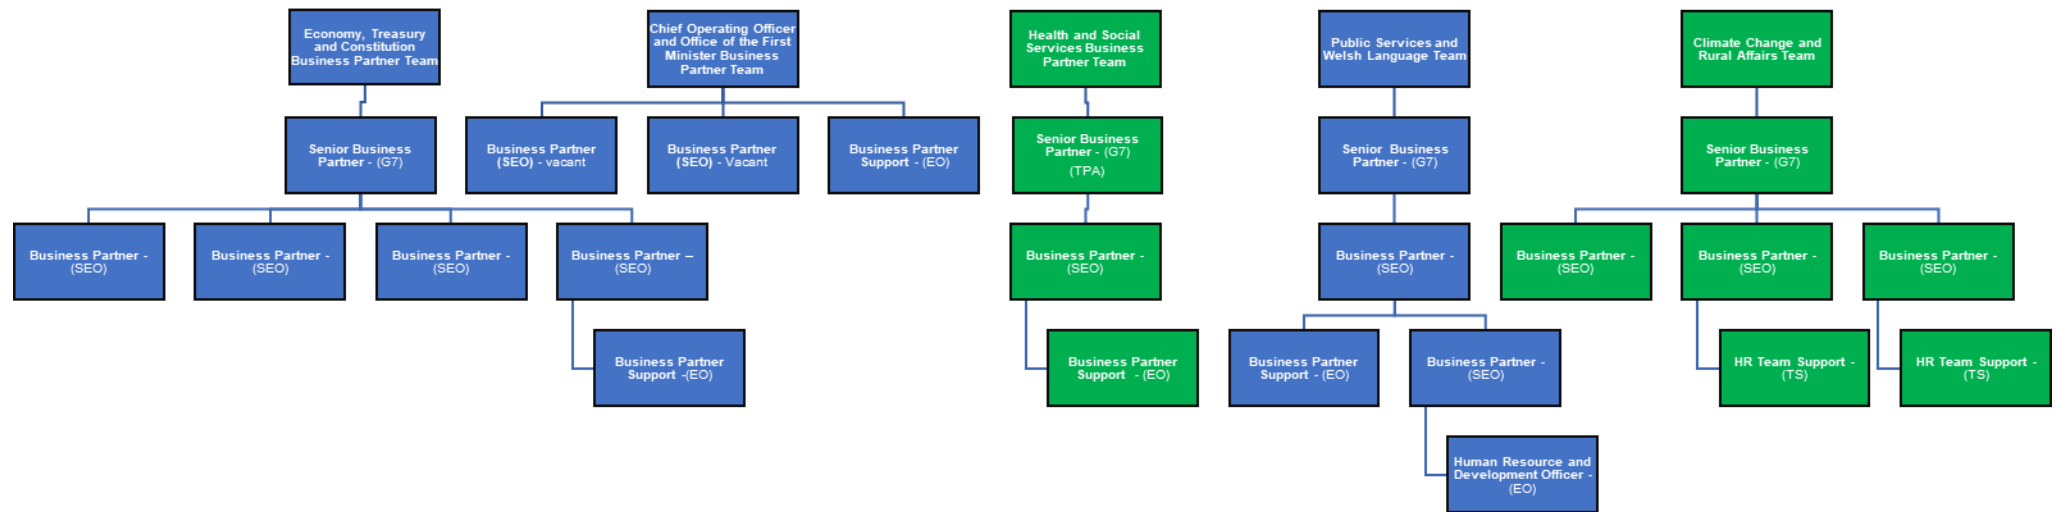 Economy, Treasury
and Constitution
Business Partner Team
Chief Operating Officer
and Office of the First
Minister Business
Partner Team
Health and Social
Services Business
Partner Team
Public Services and
Welsh Language Team
Climate Change and
Rural Affairs Team
Senior Business
Partner - (G7)
Business Partner
(SEO) - vacant
Business Partner
(SEO) - Vacant
Business Partner
Support - (EO)
Senior Business
Partner - (G7)
(TPA)
Senior Business
Partner - (G7)
Senior Business
Partner - (G7)
Business Partner -
(SEO)
Business Partner -
(SEO)
Business Partner -
(SEO)
Business Partner –
(SEO)
Business Partner -
(SEO)
Business Partner -
(SEO)
Business Partner -
(SEO)
Business Partner -
(SEO)
Business Partner -
(SEO)
Business Partner
Support -(EO)
Business Partner
Support - (EO)
Business Partner
Support - (EO)
Business Partner -
(SEO)
HR Team Support -
(TS)
HR Team Support -
(TS)
Human Resource and
Development Officer -
(EO)